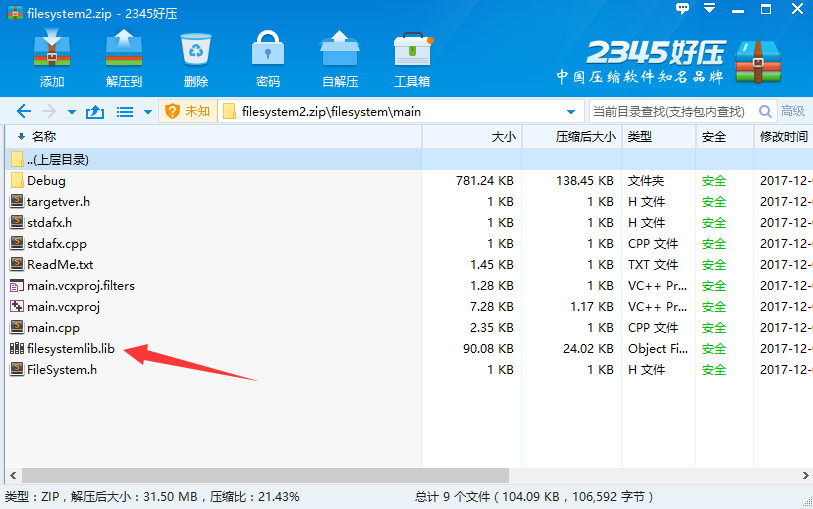 filesystem2.zip - 2345好压
添加 解压到 删除 密码 自解压 工具箱
2345好压
中国压缩软件知名品牌
未知 filesystem2.zip\filesystem\main 当前目录查找(支持包内查找) 高级
名称 大小 压缩后大小 类型 安全 修改时间
..(上层目录)
Debug 781.24 KB 138.45 KB 文件夹 安全 2017-12-
targetver.h 1 KB 1 KB H 文件 安全 2017-12-
stdafx.h 1 KB 1 KB H 文件 安全 2017-12-
stdafx.cpp 1 KB 1 KB CPP 文件 安全 2017-12-
ReadMe.txt 1.45 KB 1 KB TXT 文件 安全 2017-12-
main.vcxproj.filters 1.28 KB 1 KB VC++ Pr... 安全 2017-12-
main.vcxproj 7.28 KB 1.17 KB VC++ Pr... 安全 2017-12-
main.cpp 2.35 KB 1 KB CPP 文件 安全 2017-12-
filesystemlib.lib 90.08 KB 24.02 KB Object Fi... 安全 2017-12-
FileSystem.h 1 KB 1 KB H 文件 安全 2017-12-
类型：ZIP，解压后大小：31.50 MB，压缩比：21.43% 总计 9 个文件（104.09 KB，106,592 字节）